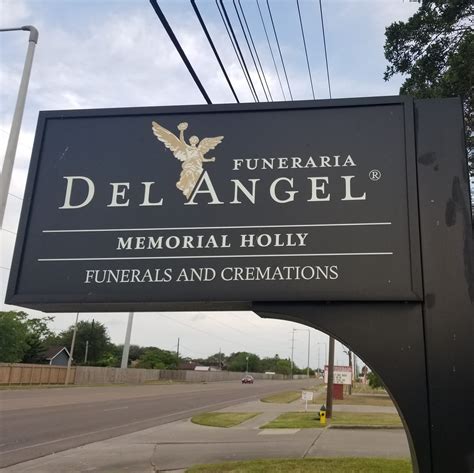 FUNERARIA
DEL ANGEL®
MEMORIAL HOLLY
FUNERALS AND CREMATIONS